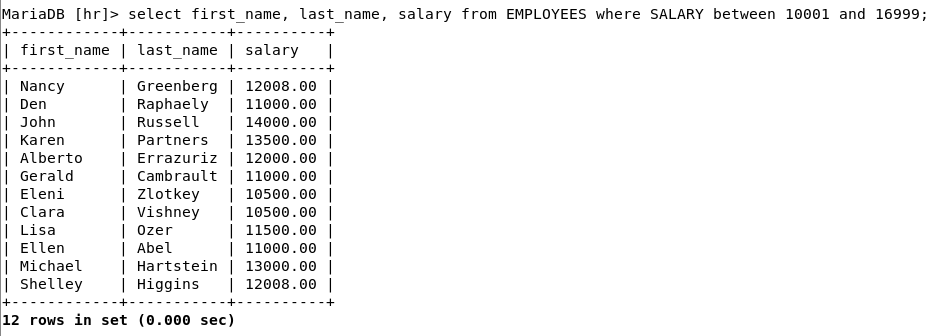 MariaDB [hr]> select first_name, last_name, salary from EMPLOYEES where SALARY between 10001 and 16999;
+------------+-----------+----------+
| first_name | last_name | salary   |
+------------+-----------+----------+
| Nancy      | Greenberg | 12008.00 |
| Den        | Raphaely  | 11000.00 |
| John       | Russell   | 14000.00 |
| Karen      | Partners  | 13500.00 |
| Alberto    | Errazuriz | 12000.00 |
| Gerald     | Cambrault | 11000.00 |
| Eleni      | Zlotkey   | 10500.00 |
| Clara      | Vishney   | 10500.00 |
| Lisa       | Ozer      | 11500.00 |
| Ellen      | Abel      | 11000.00 |
| Michael    | Hartstein | 13000.00 |
| Shelley    | Higgins   | 12008.00 |
+------------+-----------+----------+
12 rows in set (0.000 sec)